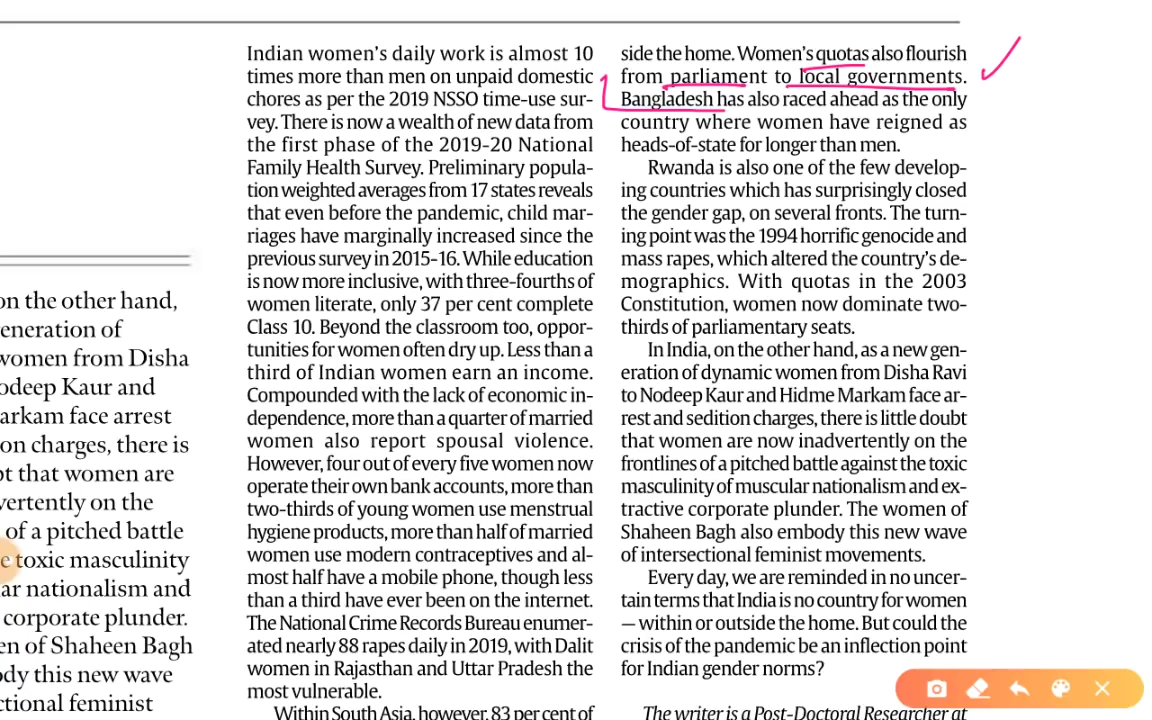 on the other hand,
eneration of
women from Disha
odeep Kaur and
arkam face arrest
on charges, there is
that women are
vertently on the
of a pitched battle
toxic masculinity
ar nationalism and
corporate plunder.
en of Shaheen Bagh
ody this new wave
ctional feminist
Indian women's daily work is almost 10
times more than men on unpaid domestic
chores as per the 2019 NSSO time-use sur-
vey. There is now a wealth of new data from
the first phase of the 2019-20 National
Family Health Survey. Preliminary popula-
tion weighted averages from 17 states reveals
that even before the pandemic, child mar-
riages have marginally increased since the
previous survey in 2015-16. While education
is now more inclusive, with three-fourths of
women literate, only 37 per cent complete
Class 10. Beyond the classroom too, oppor-
tunities for women often dry up. Less than a
third of Indian women earn an income.
Compounded with the lack of economic in-
dependence, more than a quarter of married
women also report spousal violence.
However, four out of every five women now
operate their own bank accounts, more than
two-thirds of young women use menstrual
hygiene products, more than half of married
women use modern contraceptives and al-
most half have a mobile phone, though less
than a third have ever been on the internet.
The National Crime Records Bureau enumer-
ated nearly 88 rapes daily in 2019, with Dalit
women in Rajasthan and Uttar Pradesh the
most vulnerable.
Within South Asia, however, 83 per cent of
side the home. Women's quotas also flourish
from parliament to local governments.
Bangladesh has also raced ahead as the only
country where women have reigned as
heads-of-state for longer than men.
Rwanda is also one of the few develop-
ing countries which has surprisingly closed
the gender gap, on several fronts. The turn-
ing point was the 1994 horrific genocide and
mass rapes, which altered the country's de-
mographics. With quotas in the 2003
Constitution, women now dominate two-
thirds of parliamentary seats.
In India, on the other hand, as a new gen-
eration of dynamic women from Disha Ravi
to Nodeep Kaur and Hidme Markam face ar-
rest and sedition charges, there is little doubt
that women are now inadvertently on the
frontlines of a pitched battle against the toxic
masculinity of muscular nationalism and ex-
tractive corporate plunder. The women of
Shaheen Bagh also embody this new wave
of intersectional feminist movements.
Every day, we are reminded in no uncer-
tain terms that India is no country for women
— within or outside the home. But could the
crisis of the pandemic be an inflection point
for Indian gender norms?
The writer is a Post-Doctoral Researcher at